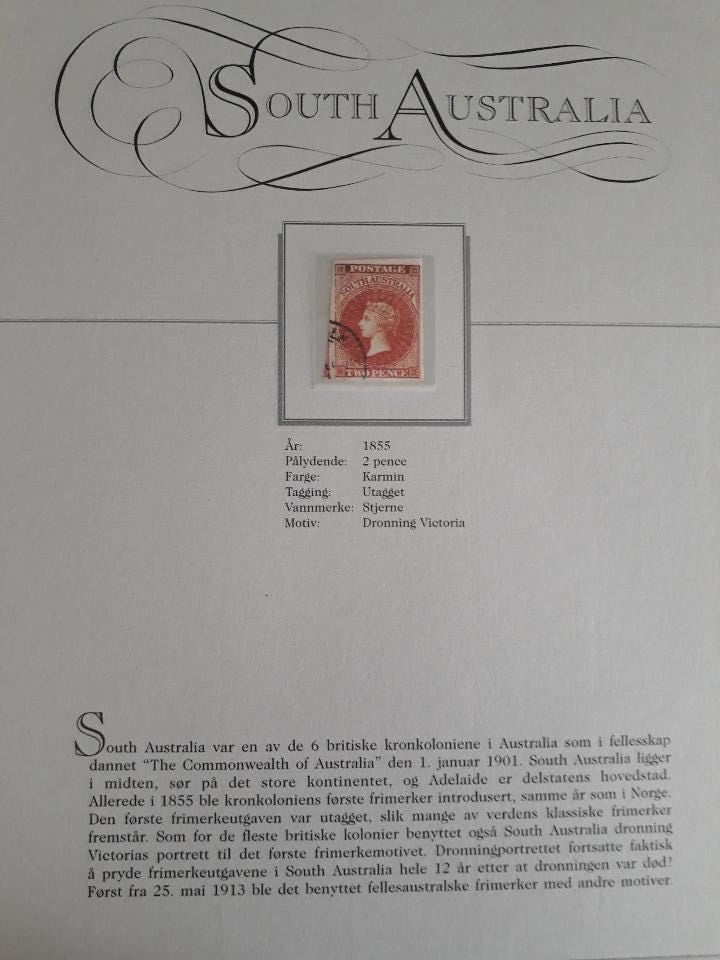 SOUTH AUSTRALIA
POSTAGE
SOUTH AUSTRALIA
TWO PENCE
År: 1855
Pålydende: 2 pence
Farge: Karmin
Tagging: Utagget
Vannmerke: Stjerne
Motiv: Dronning Victoria
South Australia var en av de 6 britiske kronkoloniene i Australia som i fellesskap
dannet “The Commonwealth of Australia” den 1. januar 1901. South Australia ligger
i midten, sør på det store kontinentet, og Adelaide er delstatens hovedstad.
Allerede i 1855 ble kronkoloniens første frimerker introdusert, samme år som i Norge.
Den første frimerkeutgaven var utagget, slik mange av verdens klassiske frimerker
fremstår. Som for de fleste britiske kolonier benyttet også South Australia dronning
Victorias portrett til det første frimerkemotivet. Dronningportrettet fortsatte faktisk
å pryde frimerkeutgavene i South Australia hele 12 år etter at dronningen var død!
Først fra 25. mai 1913 ble det benyttet fellesaustralske frimerker med andre motiver.